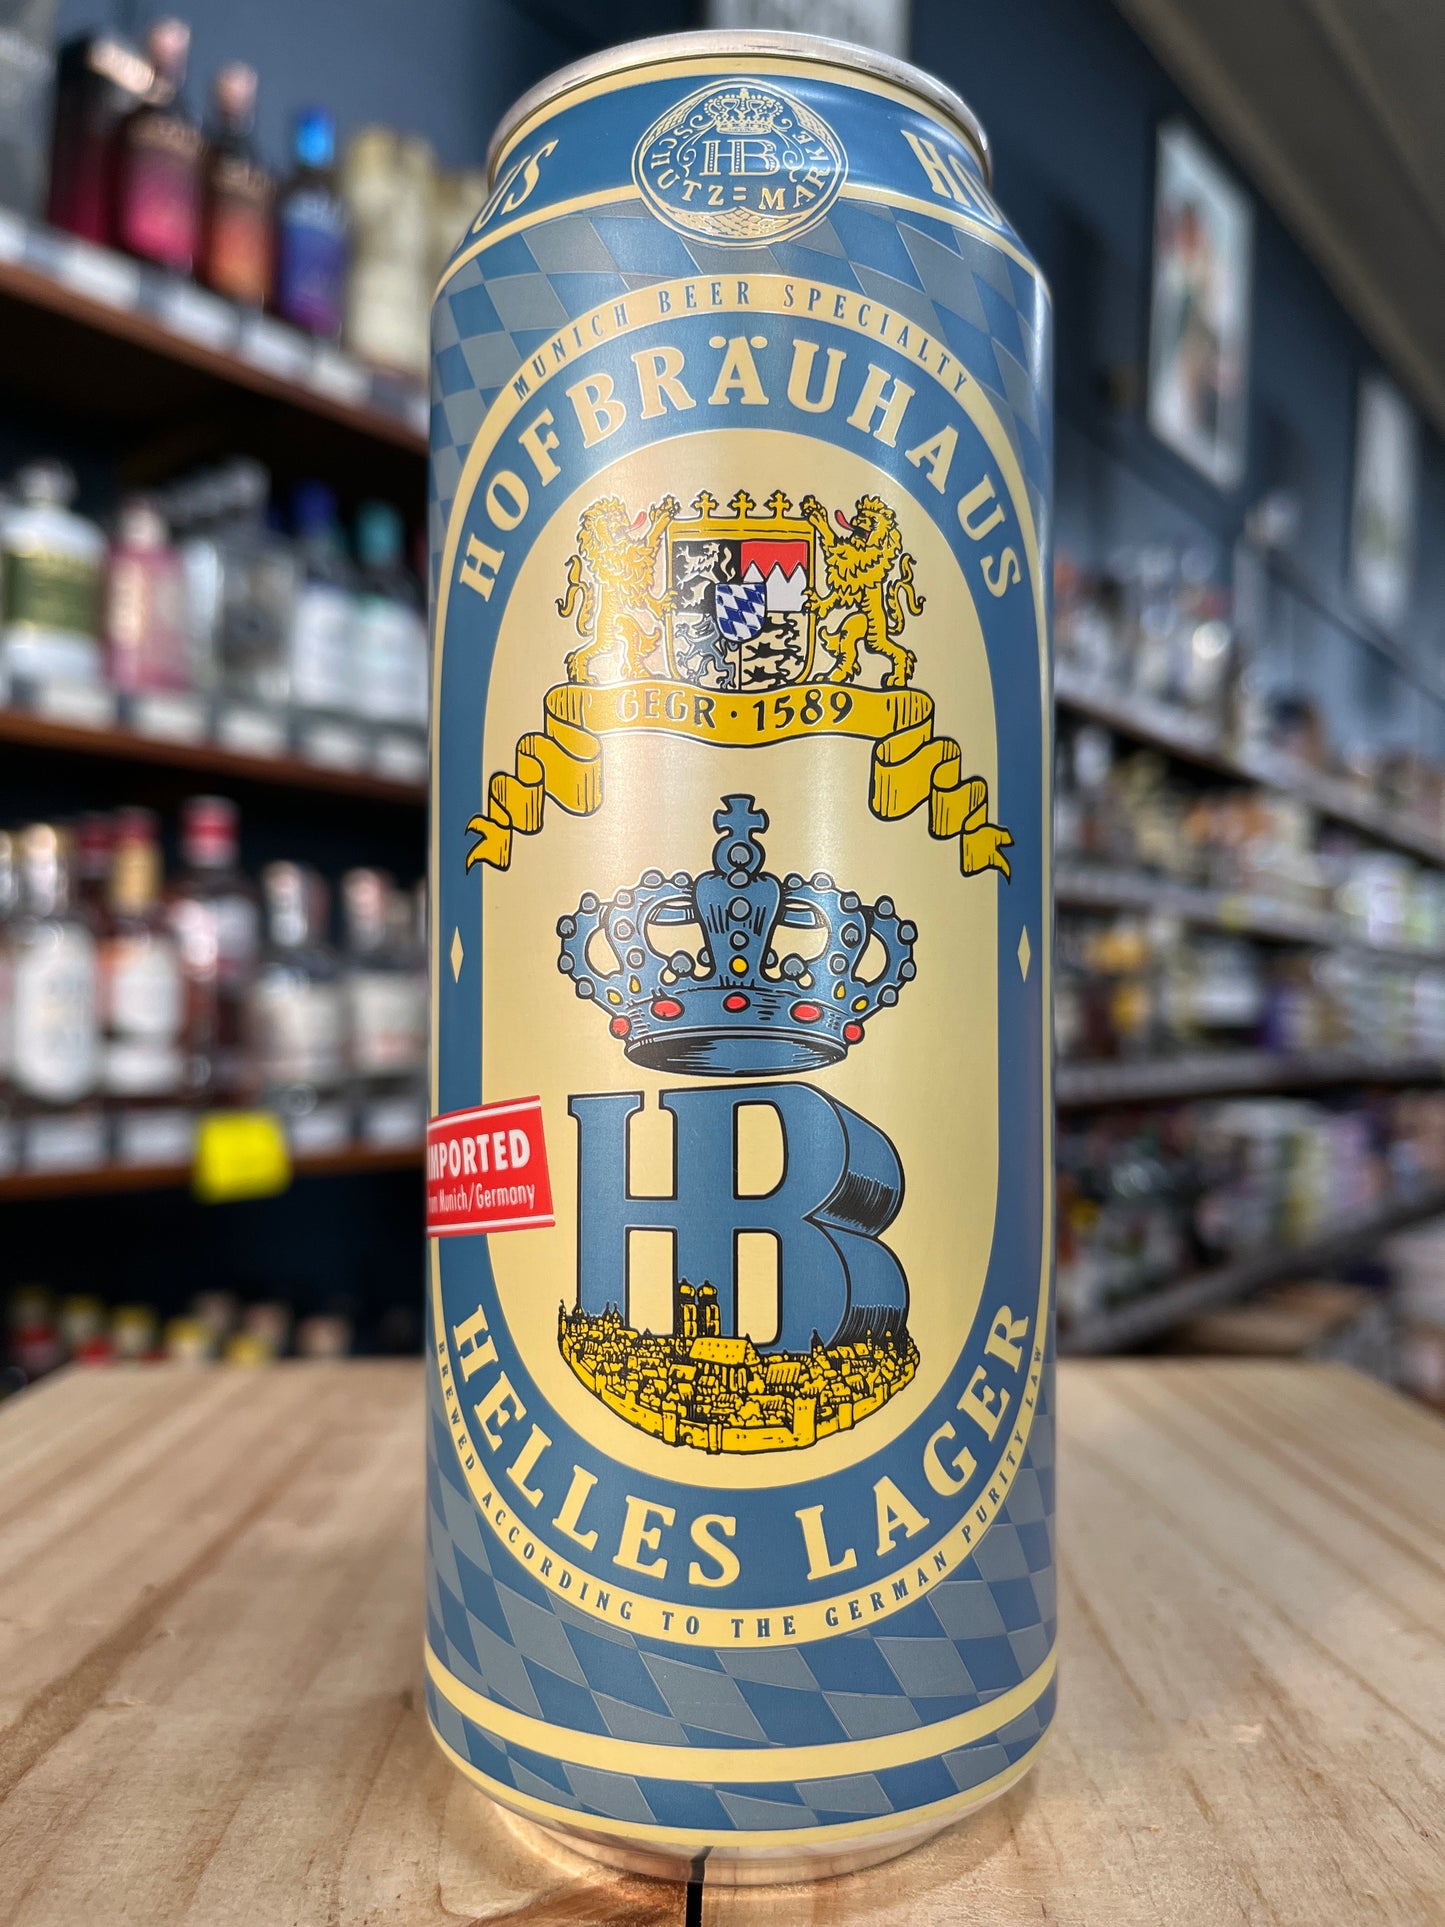 HB
SCHUTZ=MARKE
MUNICH BEER SPECIALTY
HOFBRÄUHAUS
GEGR · 1589
IMPORTED
Munich/Germany
HB
HELLES LAGER
BREWED ACCORDING TO THE GERMAN PURITY LAW